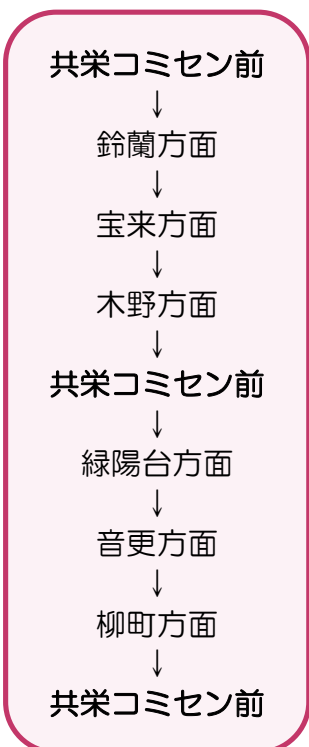 共栄コミセン前
↓
鈴蘭方面
↓
宝来方面
↓
木野方面
↓
共栄コミセン前
↓
緑陽台方面
↓
音更方面
↓
柳町方面
↓
共栄コミセン前